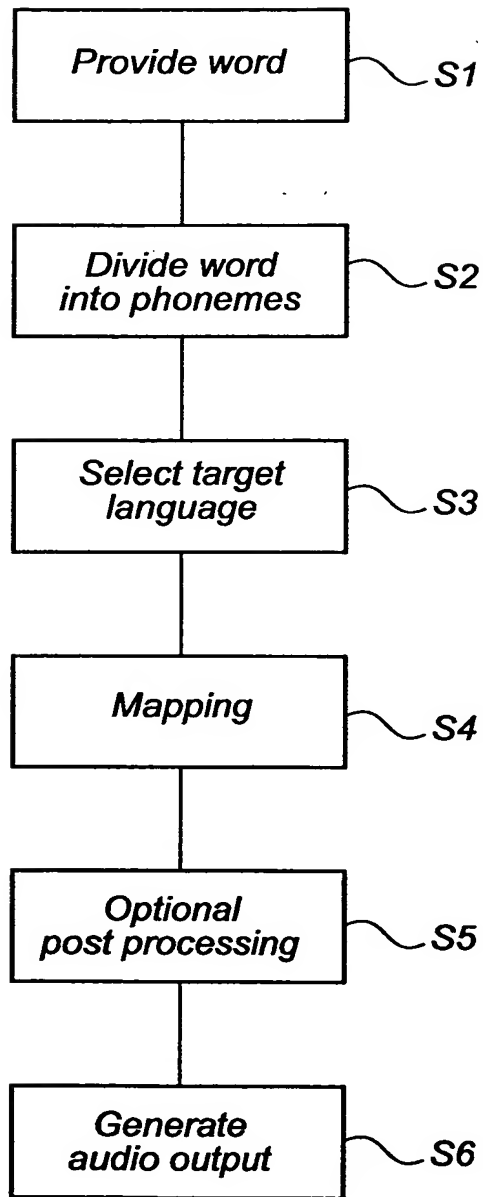 Provide word
S1
Divide word
into phonemes
S2
Select target
language
S3
Mapping
S4
Optional
post processing
S5
Generate
audio output
S6